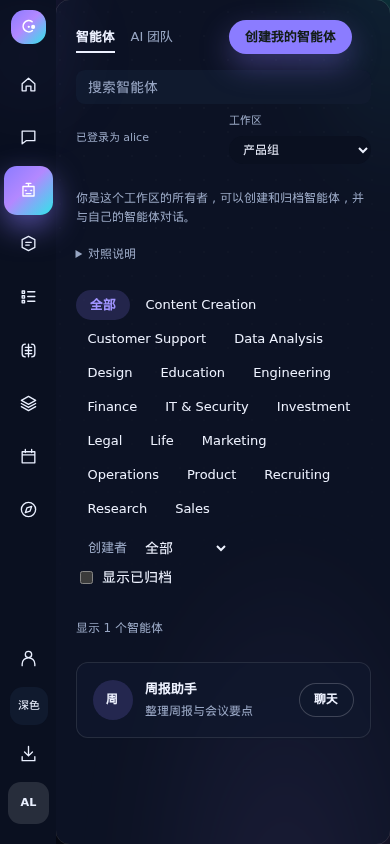 智能体 AI 团队 创建我的智能体
搜索智能体
已登录为 alice
工作区
产品组
你是这个工作区的所有者，可以创建和归档智能体，并
与自己的智能体对话。
对照说明
全部 Content Creation
Customer Support Data Analysis
Design Education Engineering
Finance IT & Security Investment
Legal Life Marketing
Operations Product Recruiting
Research Sales
创建者 全部
显示已归档
显示 1 个智能体
周 周报助手
整理周报与会议要点
聊天
深色
AL